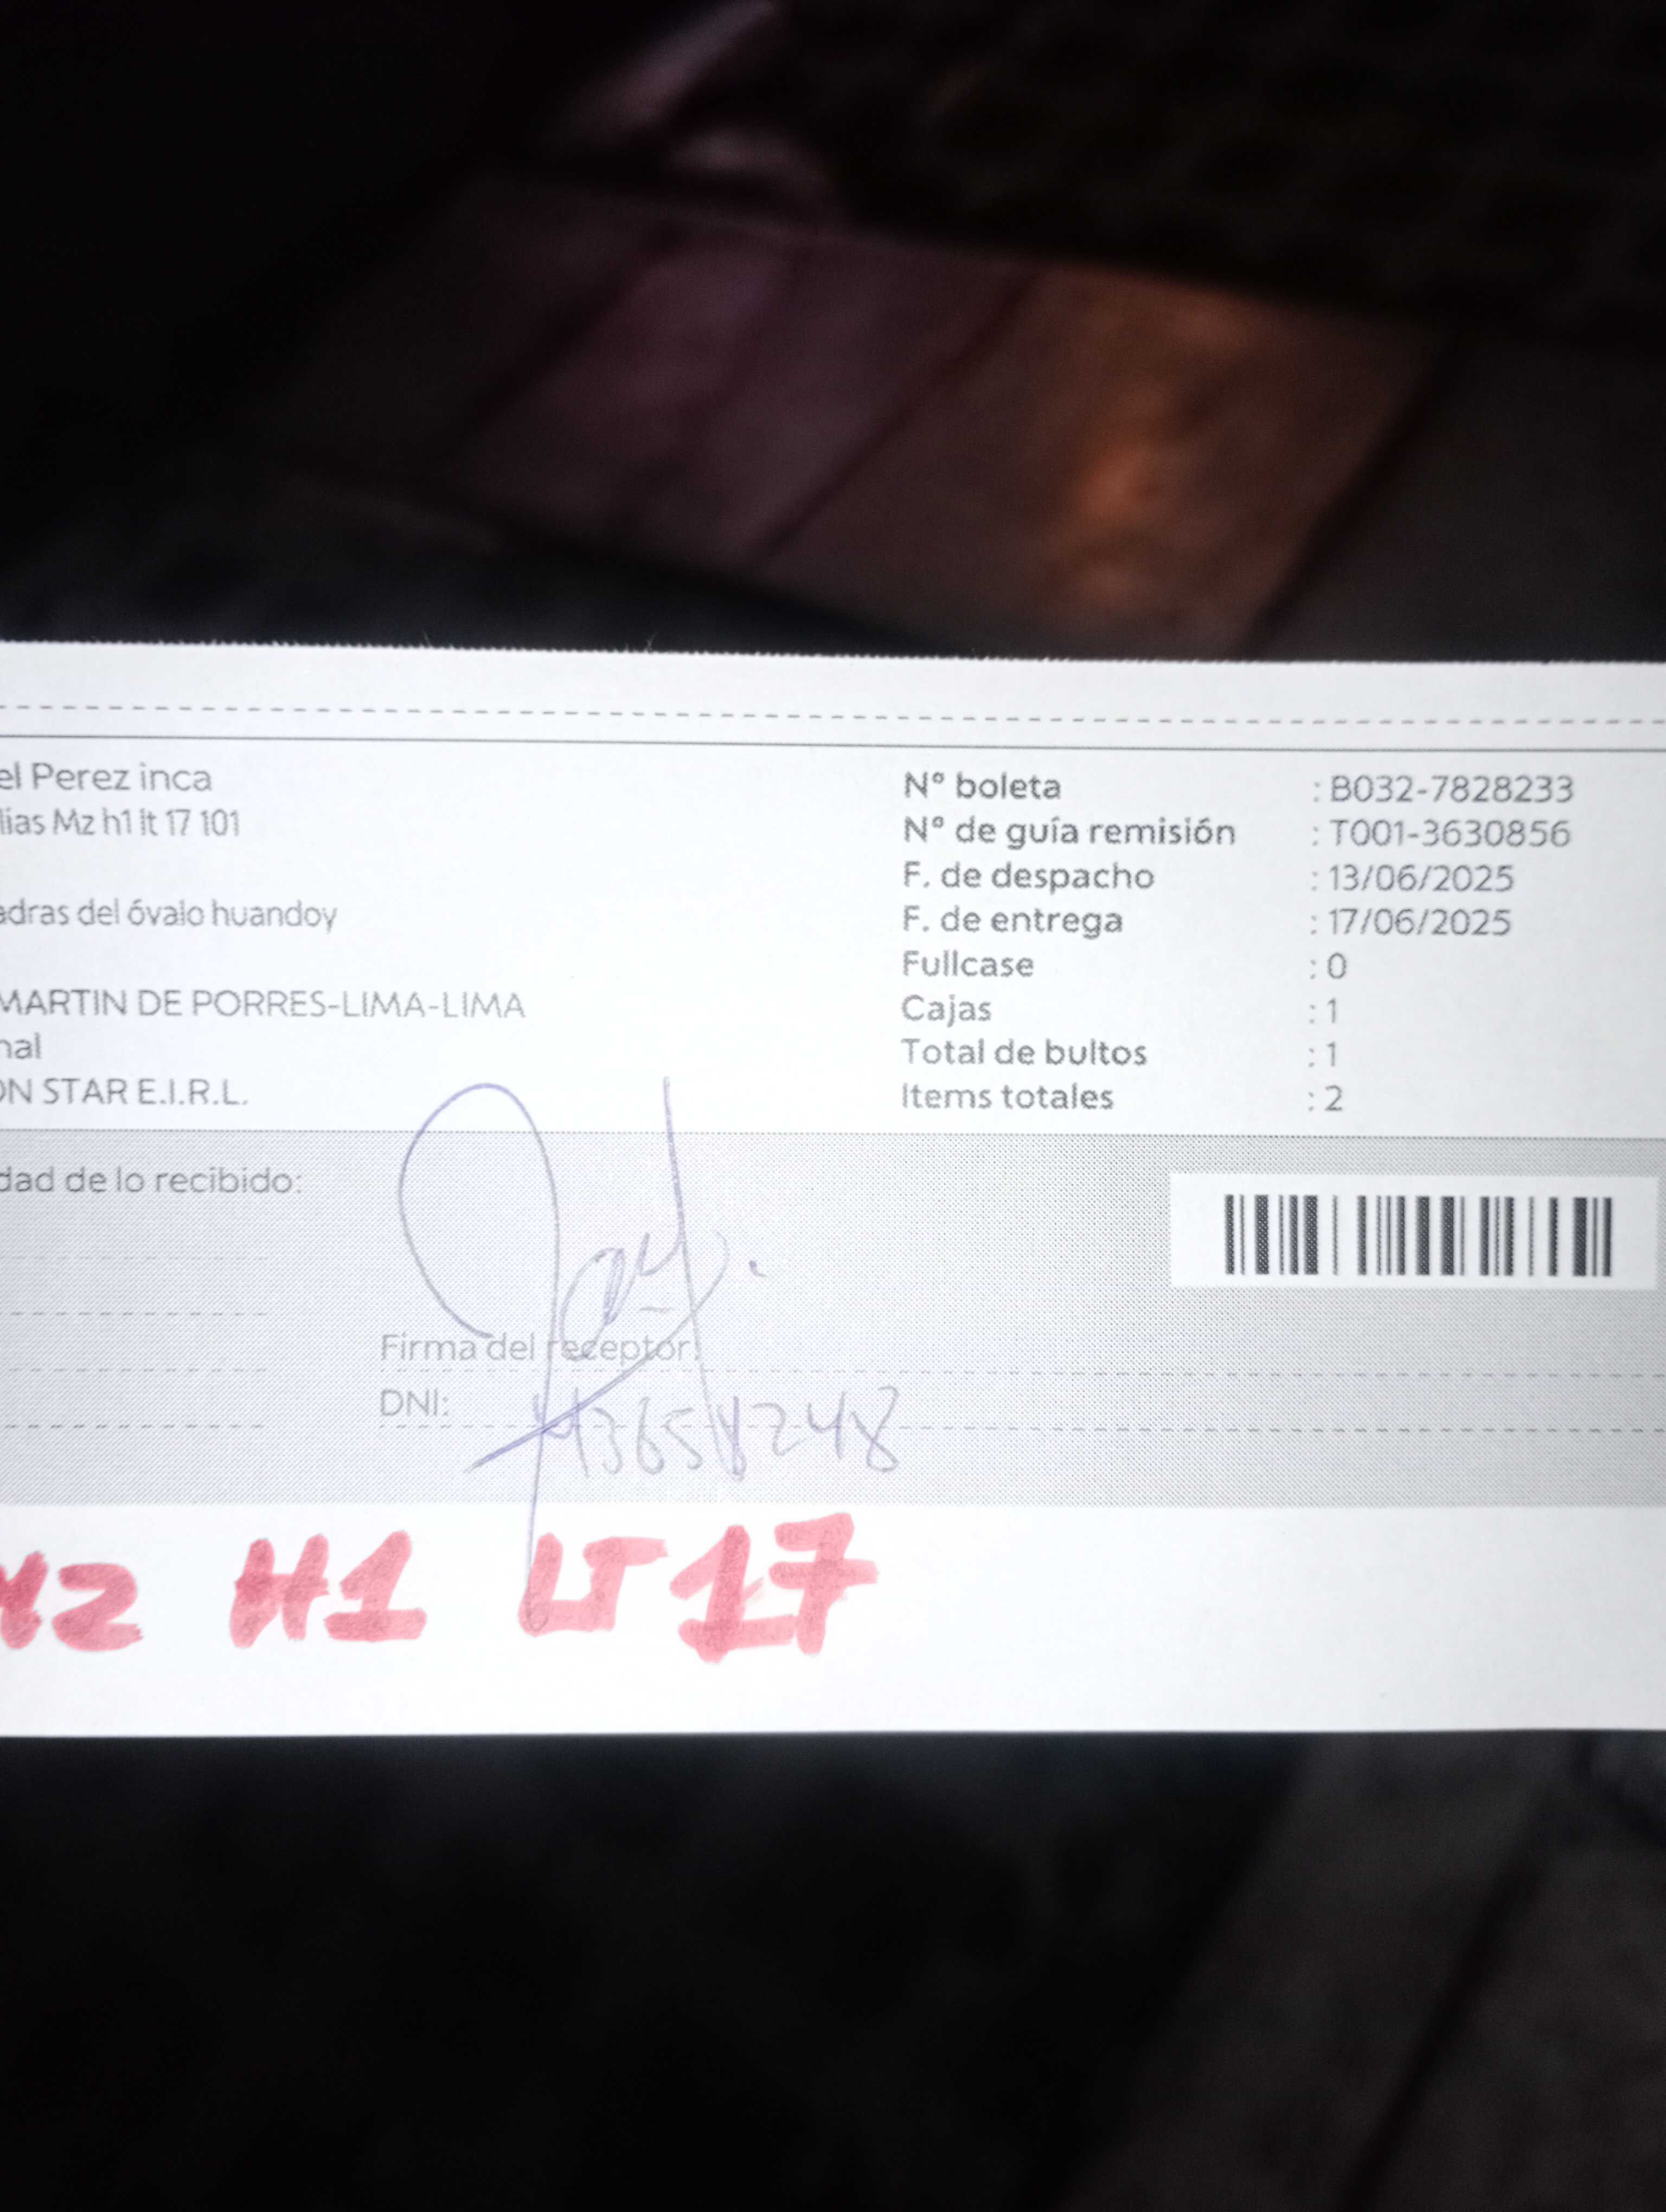 el Perez inca
lias Mz h1 lt 17 101
adras del óvalo huandoy
MARTIN DE PORRES-LIMA-LIMA
nal
ON STAR E.I.R.L.
N° boleta : B032-7828233
N° de guía remisión : T001-3630856
F. de despacho : 13/06/2025
F. de entrega : 17/06/2025
Fullcase : 0
Cajas : 1
Total de bultos : 1
Items totales : 2
dad de lo recibido:
Firma del receptor:
DNI: 43658248
MZ H1 LT 17